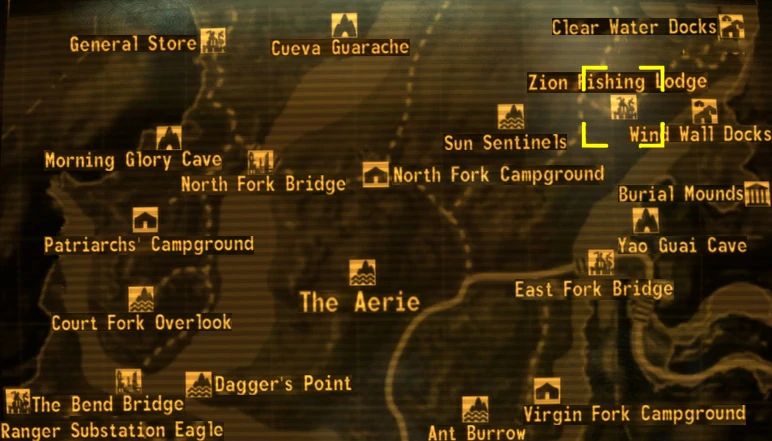 Clear Water Docks
General Store
Cueva Guarache
Zion Fishing Lodge
Wind Wall Docks
Sun Sentinels
Morning Glory Cave
North Fork Bridge
North Fork Campground
Burial Mounds
Patriarchs' Campground
Yao Guai Cave
East Fork Bridge
The Aerie
Court Fork Overlook
Dagger's Point
The Bend Bridge
Virgin Fork Campground
Ranger Substation Eagle
Ant Burrow